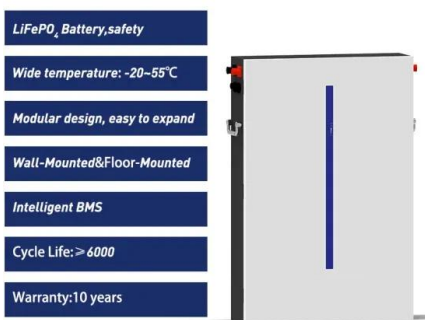 LiFePO₄ Battery,safety
Wide temperature: -20~55℃
Modular design, easy to expand
Wall-Mounted&Floor-Mounted
Intelligent BMS
Cycle Life:≥6000
Warranty:10 years